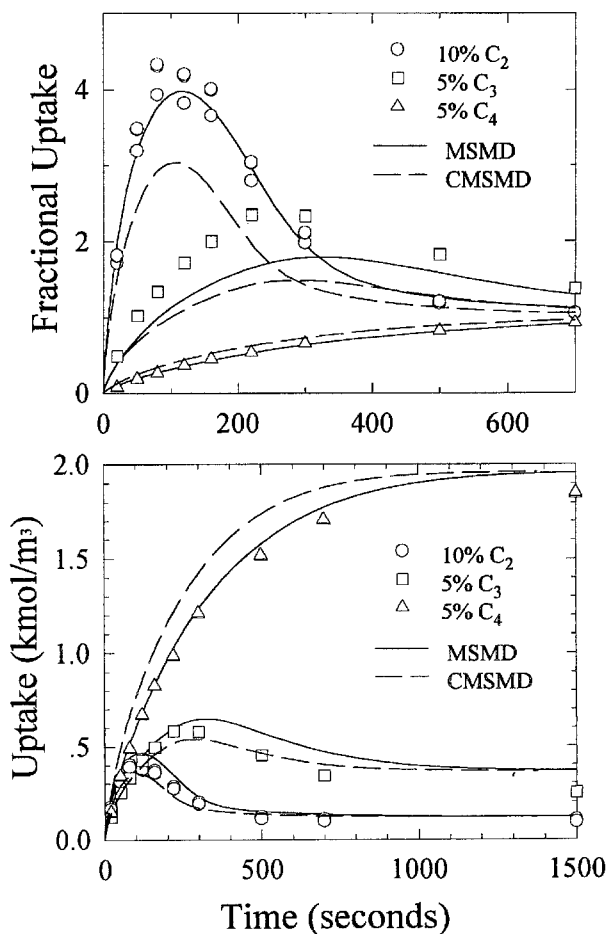 Fractional Uptake
4
2
0
0
200
400
600
○ 10% C₂
□ 5% C₃
△ 5% C₄
MSMD
CMSMD
Uptake (kmol/m³)
2.0
1.5
1.0
.5
0.0
0
500
1000
1500
○ 10% C₂
□ 5% C₃
△ 5% C₄
MSMD
CMSMD
Time (seconds)